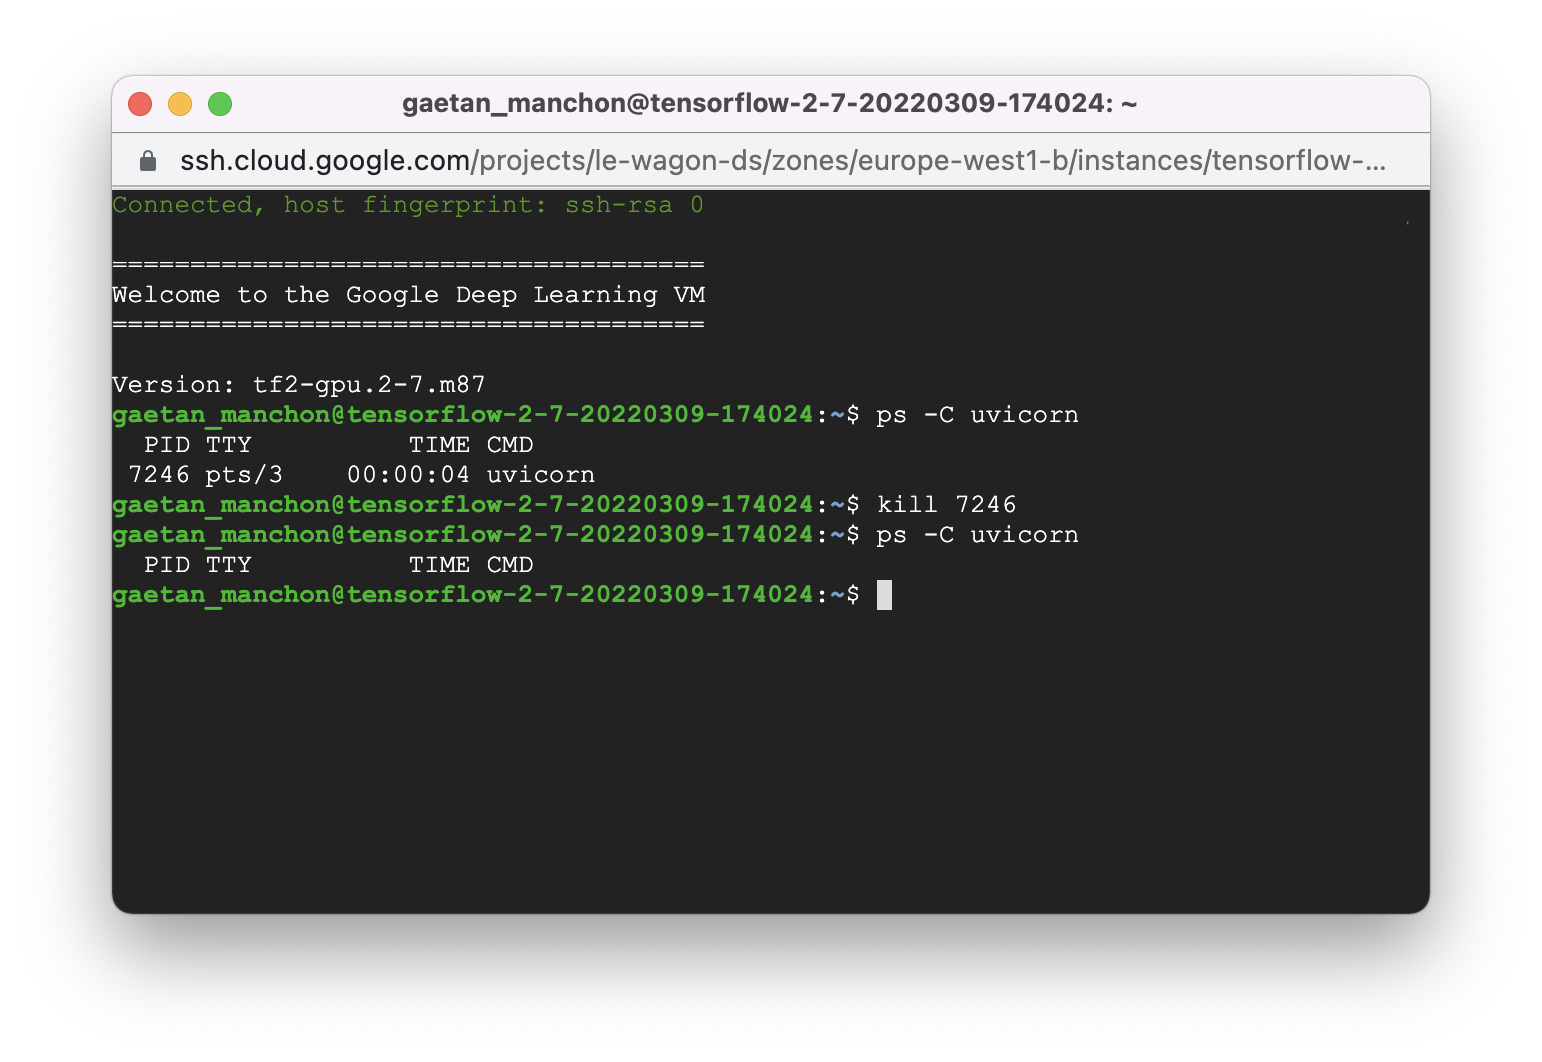 gaetan_manchon@tensorflow-2-7-20220309-174024: ~
ssh.cloud.google.com/projects/le-wagon-ds/zones/europe-west1-b/instances/tensorflow-...
Connected, host fingerprint: ssh-rsa 0
======================================
Welcome to the Google Deep Learning VM
======================================
Version: tf2-gpu.2-7.m87
gaetan_manchon@tensorflow-2-7-20220309-174024:~$ ps -C uvicorn
  PID TTY          TIME CMD
 7246 pts/3    00:00:04 uvicorn
gaetan_manchon@tensorflow-2-7-20220309-174024:~$ kill 7246
gaetan_manchon@tensorflow-2-7-20220309-174024:~$ ps -C uvicorn
  PID TTY          TIME CMD
gaetan_manchon@tensorflow-2-7-20220309-174024:~$